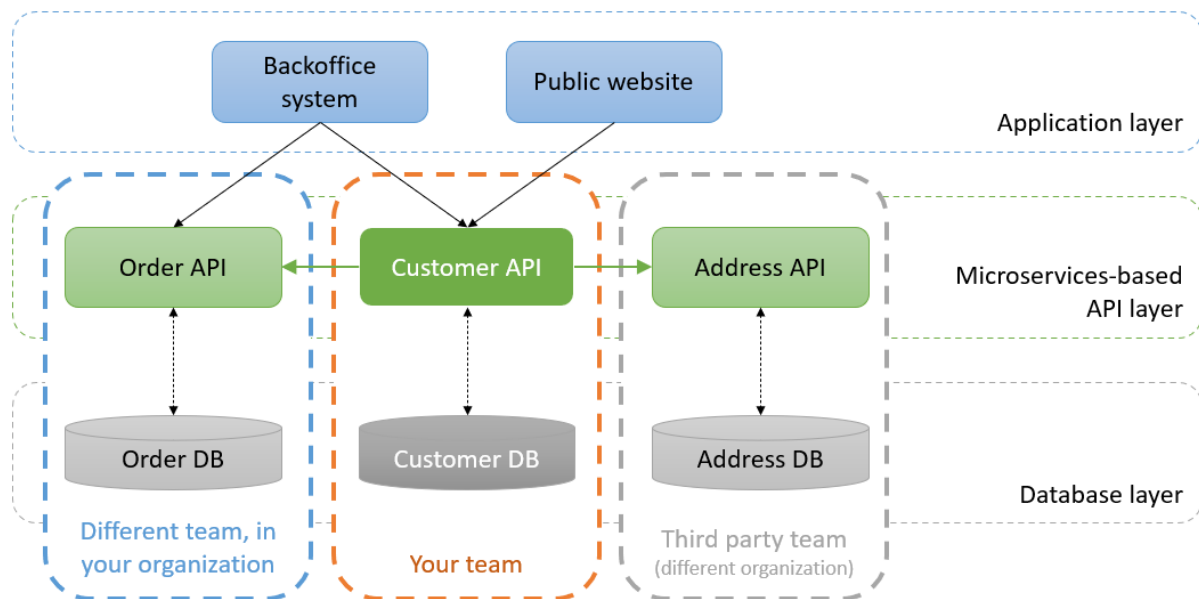 Backoffice
system
Public website
Application layer
Order API
Customer API
Address API
Microservices-based
API layer
Order DB
Customer DB
Address DB
Database layer
Different team, in
your organization
Your team
Third party team
(different organization)